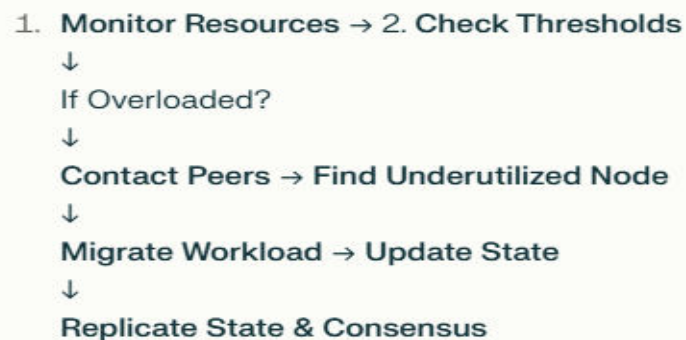 1. Monitor Resources → 2. Check Thresholds
↓
If Overloaded?
↓
Contact Peers → Find Underutilized Node
↓
Migrate Workload → Update State
↓
Replicate State & Consensus